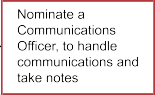 Nominate a
Communications
Officer, to handle
communications and
take notes